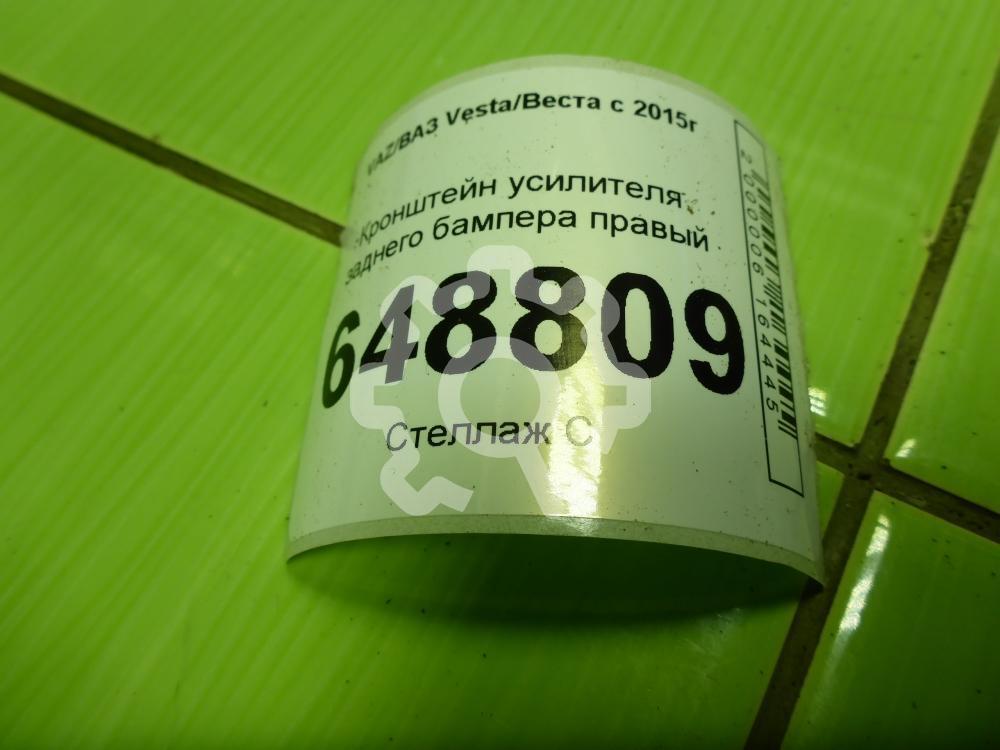 VAZ/ВАЗ Vesta/Веста с 2015г
Кронштейн усилителя
заднего бампера правый
648809
Стеллаж С
2000006164445